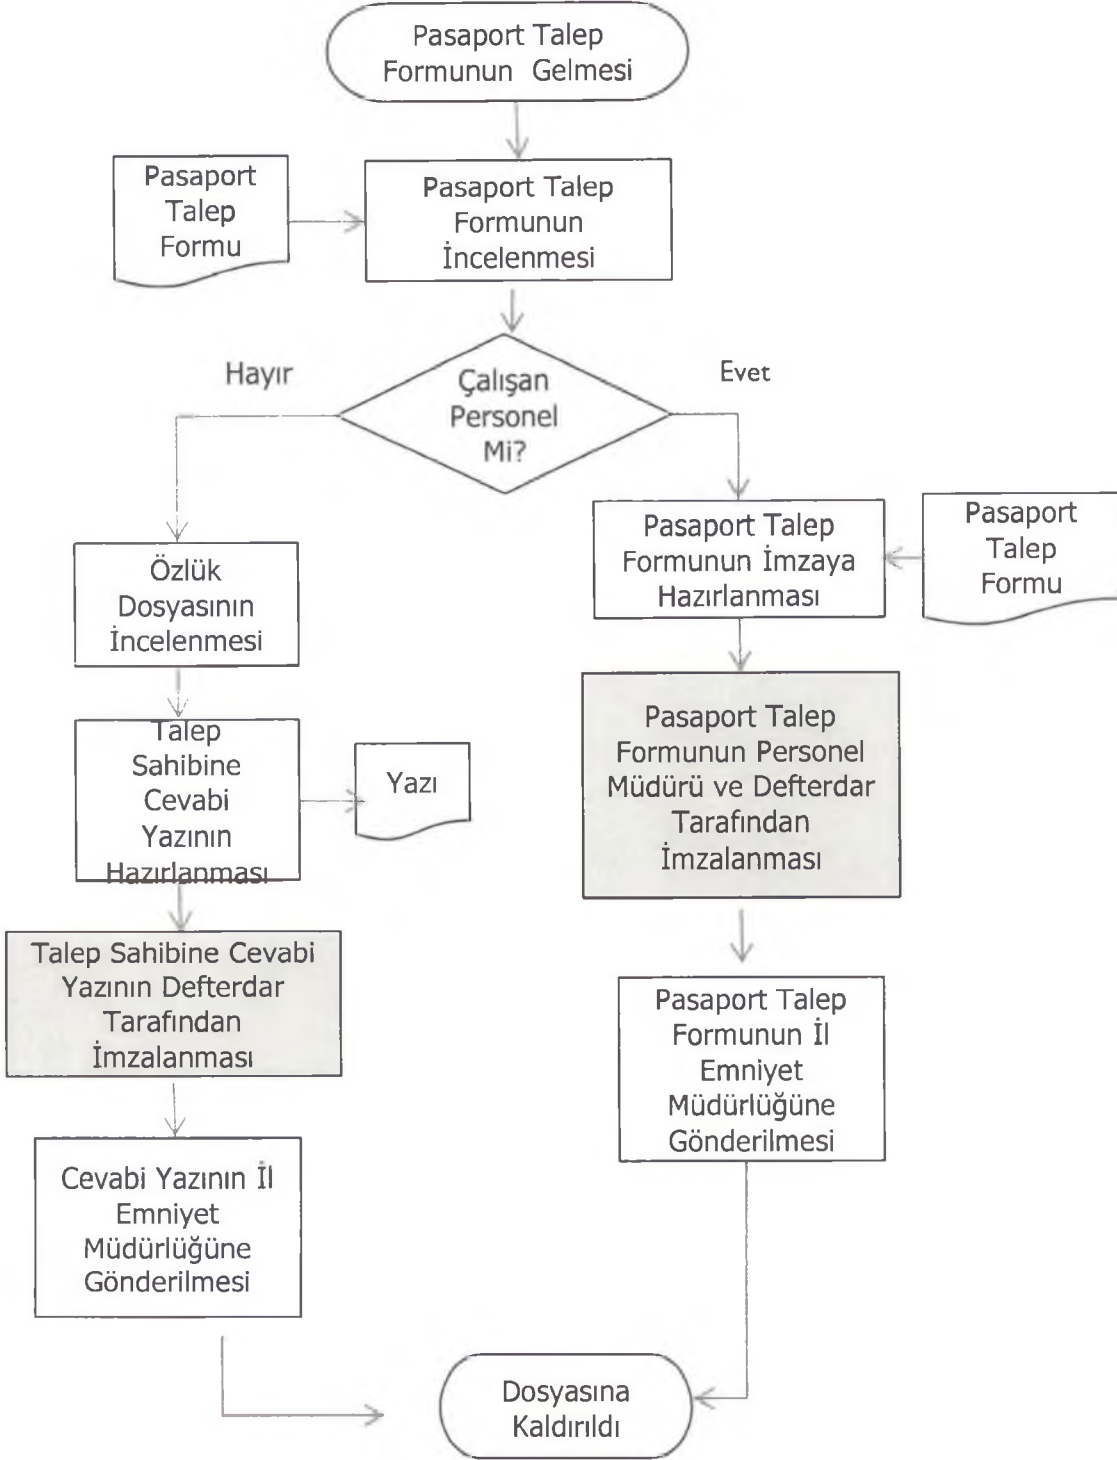 Pasaport Talep
Formunun Gelmesi
Pasaport
Talep
Formu
Pasaport Talep
Formunun
İncelenmesi
Hayır
Çalışan
Personel
Mi?
Evet
Özlük
Dosyasının
İncelenmesi
Pasaport Talep
Formunun İmzaya
Hazırlanması
Pasaport
Talep
Formu
Talep
Sahibine
Cevabi
Yazının
Hazırlanması
Yazı
Pasaport Talep
Formunun Personel
Müdürü ve Defterdar
Tarafından
İmzalanması
Talep Sahibine Cevabi
Yazının Defterdar
Tarafından
İmzalanması
Pasaport Talep
Formunun İl
Emniyet
Müdürlüğüne
Gönderilmesi
Cevabi Yazının İl
Emniyet
Müdürlüğüne
Gönderilmesi
Dosyasına
Kaldırıldı